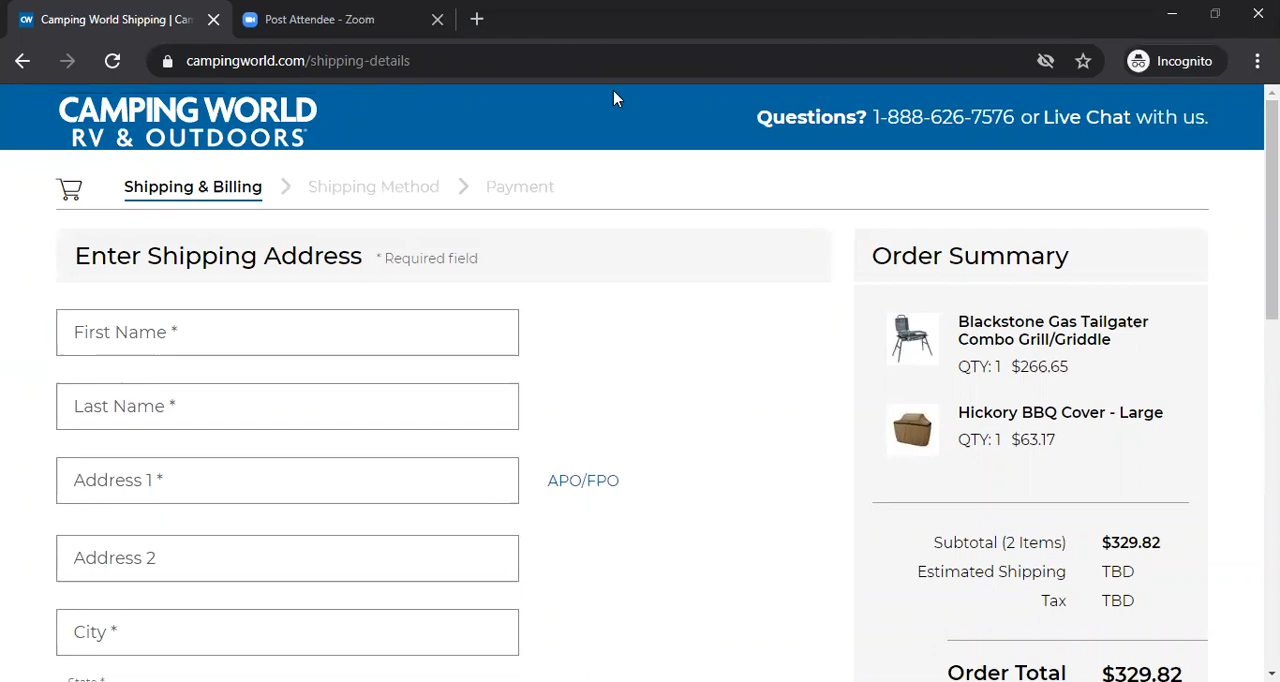 CW Camping World Shipping | Can
Post Attendee - Zoom
campingworld.com/shipping-details
Incognito
CAMPING WORLD
RV & OUTDOORS
Questions? 1-888-626-7576 or Live Chat with us.
Shipping & Billing
Shipping Method
Payment
Enter Shipping Address * Required field
First Name *
Last Name *
Address 1 *
APO/FPO
Address 2
City *
State *
Order Summary
Blackstone Gas Tailgater
Combo Grill/Griddle
QTY: 1 $266.65
Hickory BBQ Cover - Large
QTY: 1 $63.17
Subtotal (2 Items) $329.82
Estimated Shipping TBD
Tax TBD
Order Total $329.82